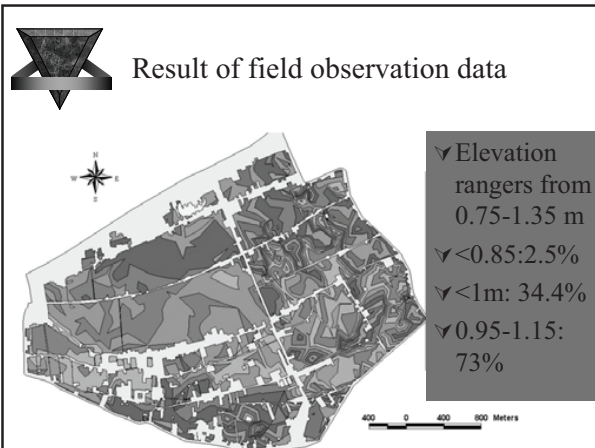 Result of field observation data
N
W E
S
Elevation
rangers from
0.75-1.35 m
<0.85:2.5%
<1m: 34.4%
0.95-1.15:
73%
400 0 400 800 Meters